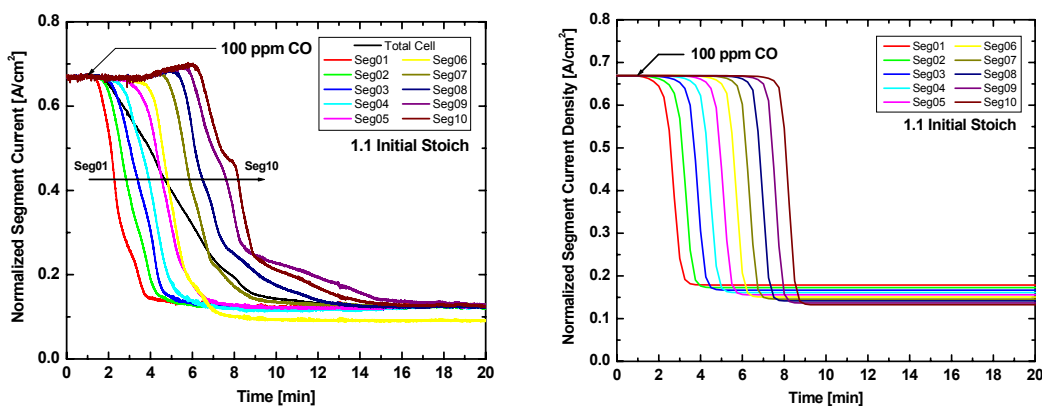 0.8
0.6
0.4
0.2
0.0
Normalized Segment Current [A/cm²]
100 ppm CO
Total Cell
Seg01
Seg02
Seg03
Seg04
Seg05
Seg06
Seg07
Seg08
Seg09
Seg10
1.1 Initial Stoich
Seg01
Seg10
0 2 4 6 8 10 12 14 16 18 20
Time [min]
0.8
0.7
0.6
0.5
0.4
0.3
0.2
0.1
0.0
Normalized Segment Current Density [A/cm²]
100 ppm CO
Seg01
Seg02
Seg03
Seg04
Seg05
Seg06
Seg07
Seg08
Seg09
Seg10
1.1 Initial Stoich
0 2 4 6 8 10 12 14 16 18 20
Time [min]